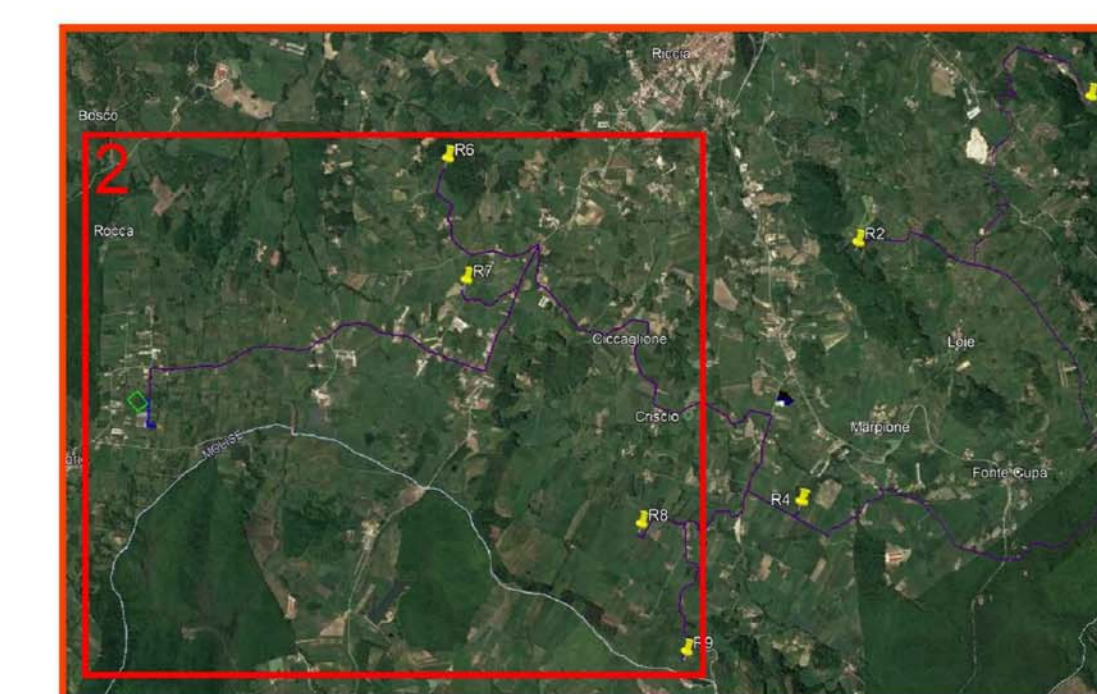 Riccia
Bosco
2
R6
Rocca
R2
R7
Ciccaglione
Loie
Criscio
Marpione
MOLISE
Fonte Cupa
R4
R8
R9